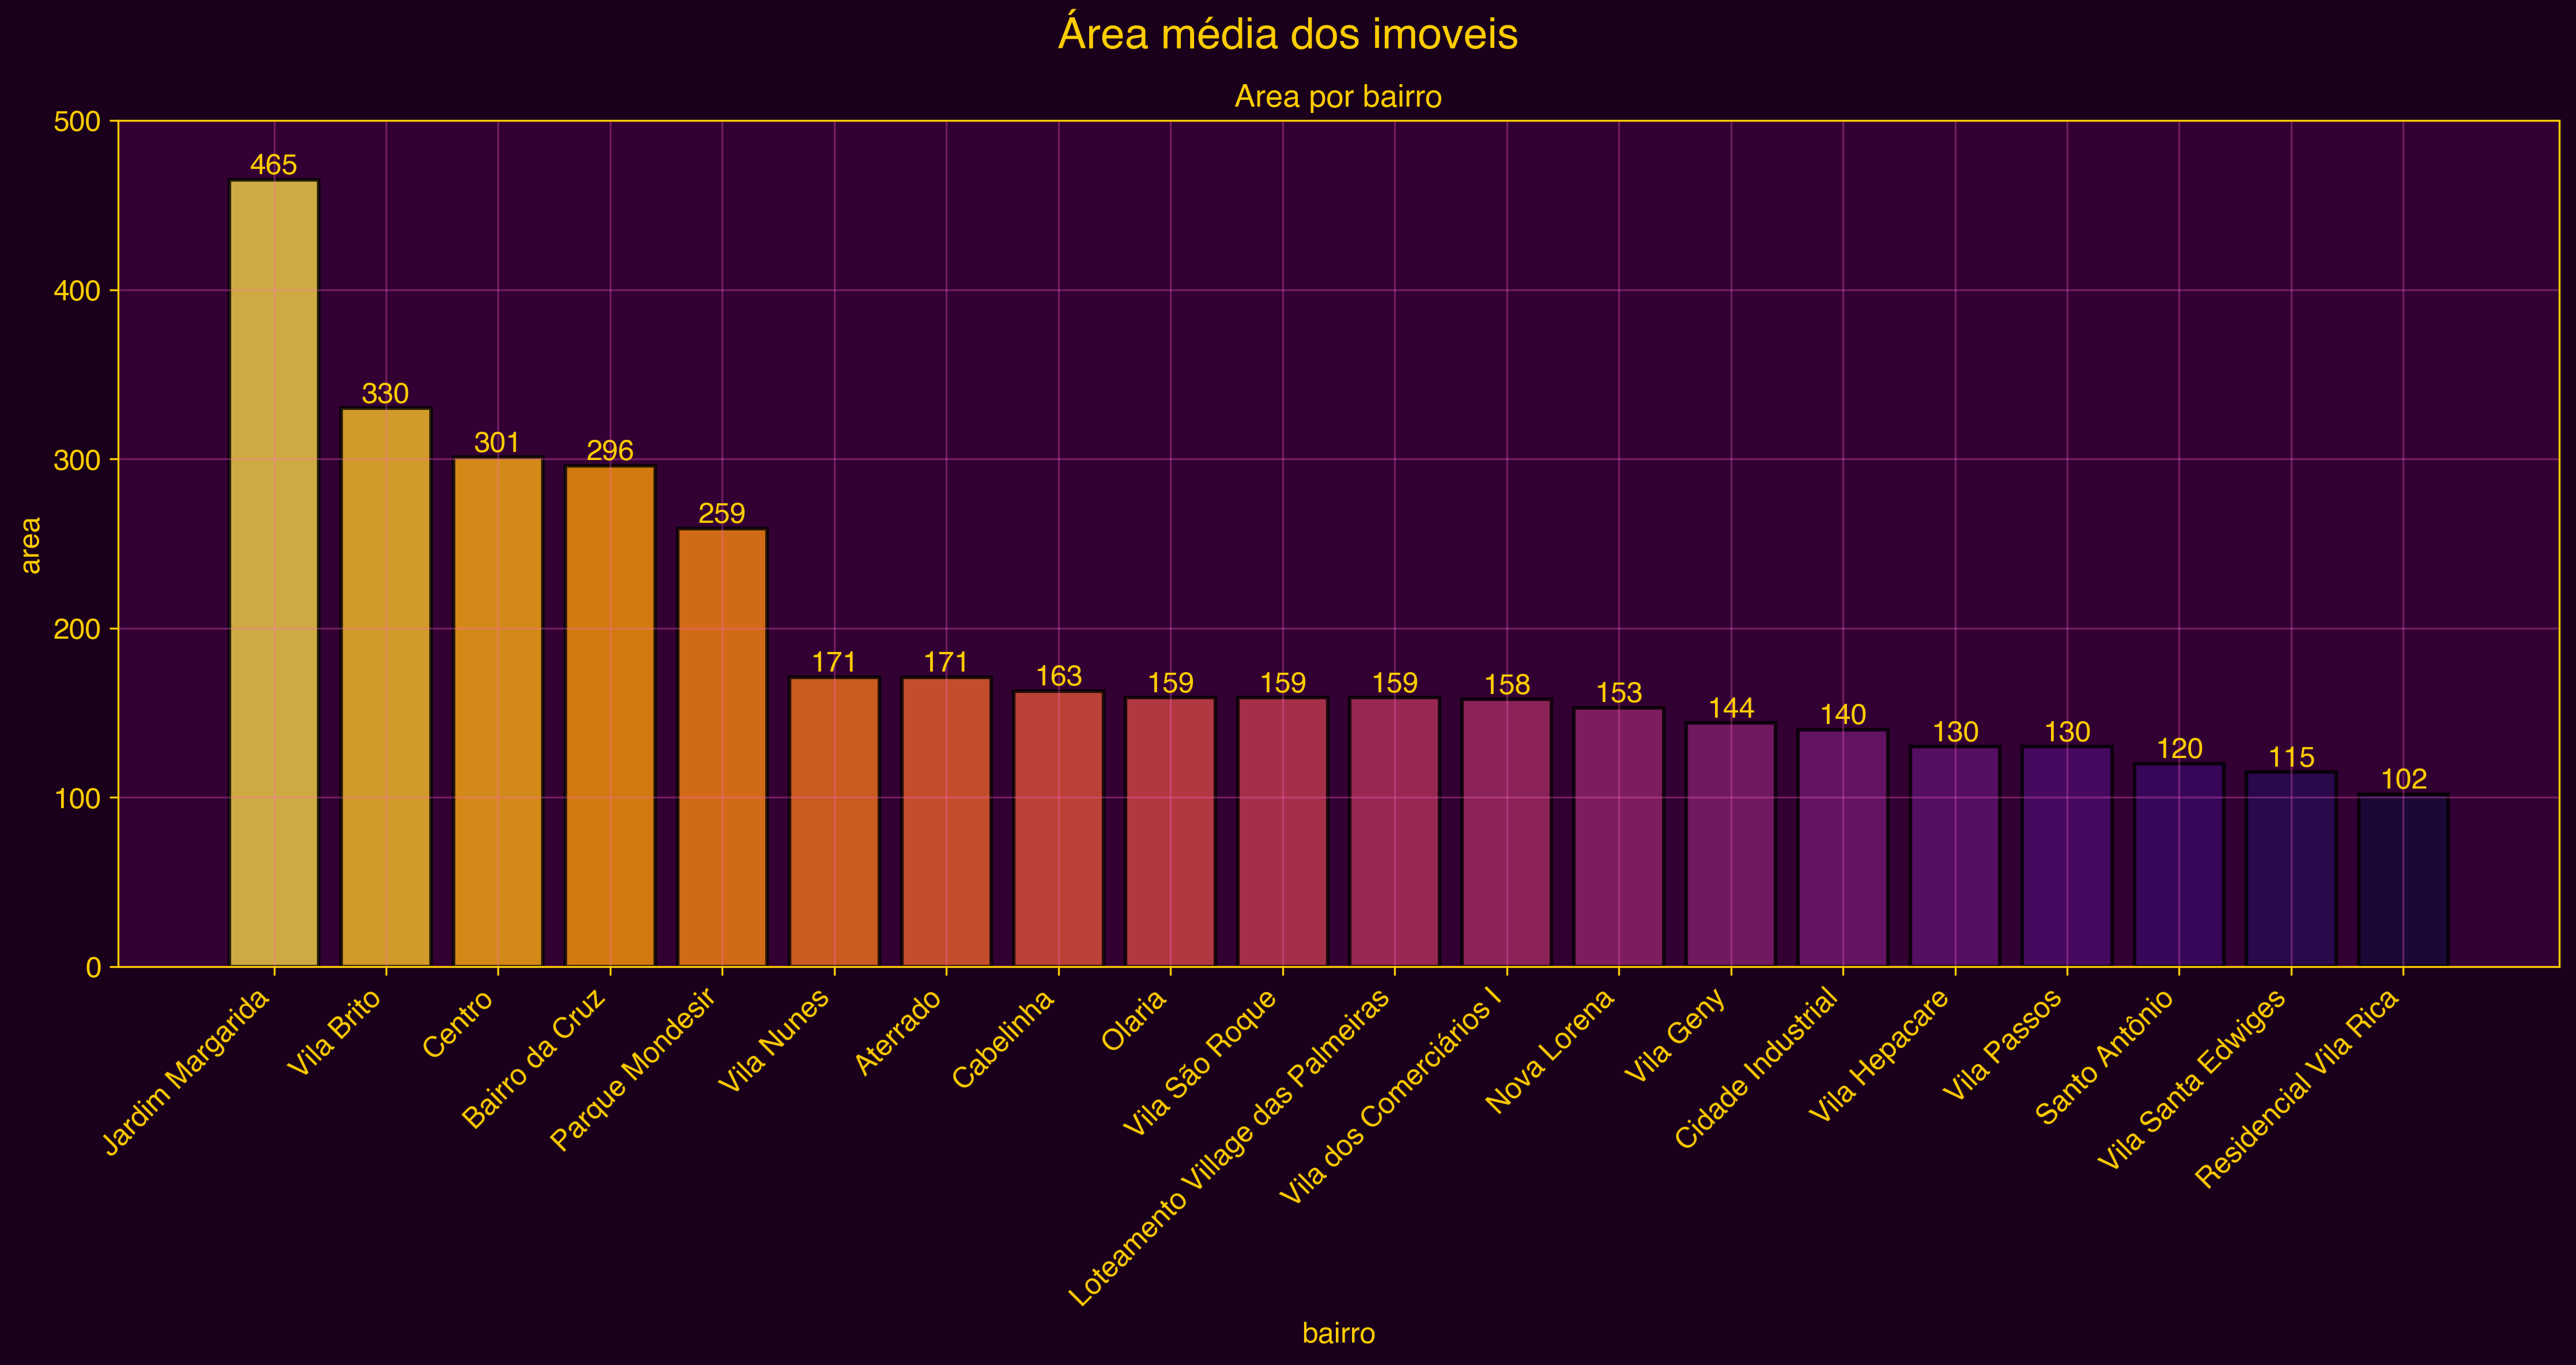 Área média dos imoveis
Area por bairro
500
400
300
200
100
0
area
465
330
301
296
259
171
171
163
159
159
159
158
153
144
140
130
130
120
115
102
Jardim Margarida
Vila Brito
Centro
Bairro da Cruz
Parque Mondesir
Vila Nunes
Aterrado
Cabelinha
Olaria
Vila São Roque
Loteamento Village das Palmeiras
Vila dos Comerciários I
Nova Lorena
Vila Geny
Cidade Industrial
Vila Hepacare
Vila Passos
Santo Antônio
Vila Santa Edwiges
Residencial Vila Rica
bairro